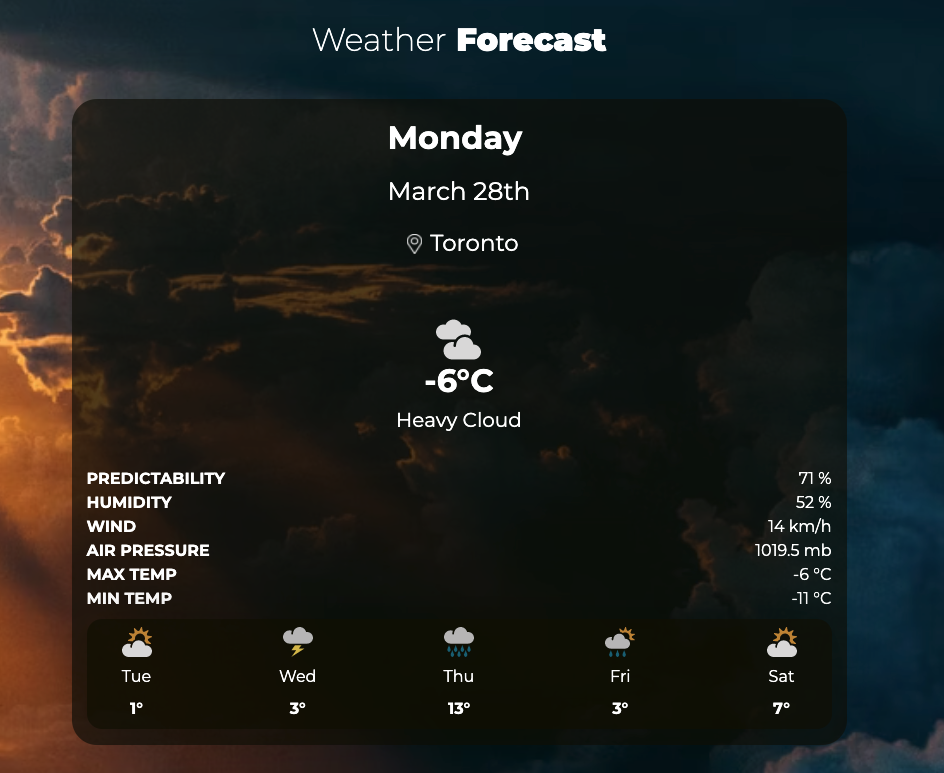 Weather Forecast
Monday
March 28th
Toronto
-6°C
Heavy Cloud
PREDICTABILITY 71 %
HUMIDITY 52 %
WIND 14 km/h
AIR PRESSURE 1019.5 mb
MAX TEMP -6 °C
MIN TEMP -11 °C
Tue Wed Thu Fri Sat
1° 3° 13° 3° 7°